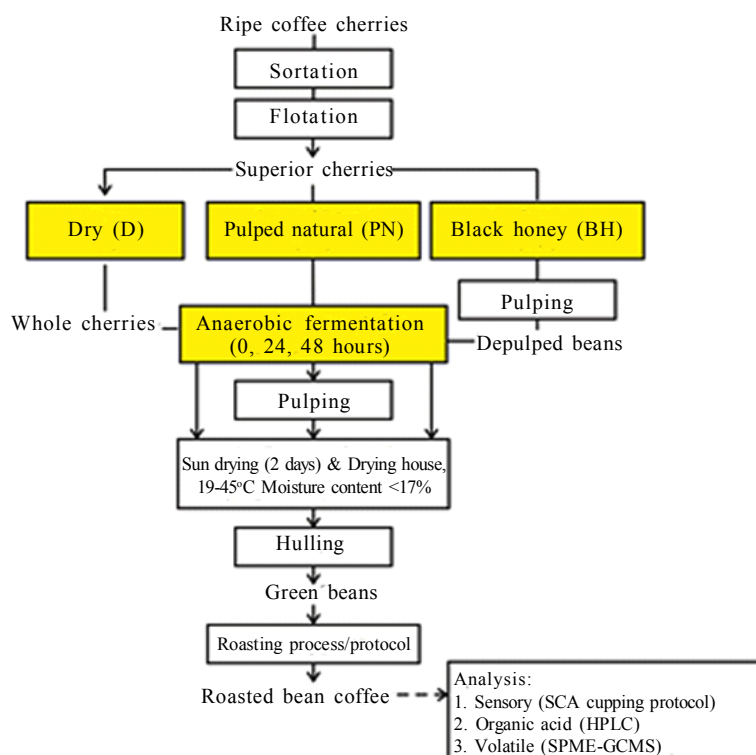 Ripe coffee cherries
Sortation
Flotation
Superior cherries
Dry (D)
Pulped natural (PN)
Black honey (BH)
Pulping
Whole cherries
Anaerobic fermentation
(0, 24, 48 hours)
Depulped beans
Pulping
Sun drying (2 days) & Drying house,
19-45°C Moisture content <17%
Hulling
Green beans
Roasting process/protocol
Roasted bean coffee
Analysis:
1. Sensory (SCA cupping protocol)
2. Organic acid (HPLC)
3. Volatile (SPME-GCMS)